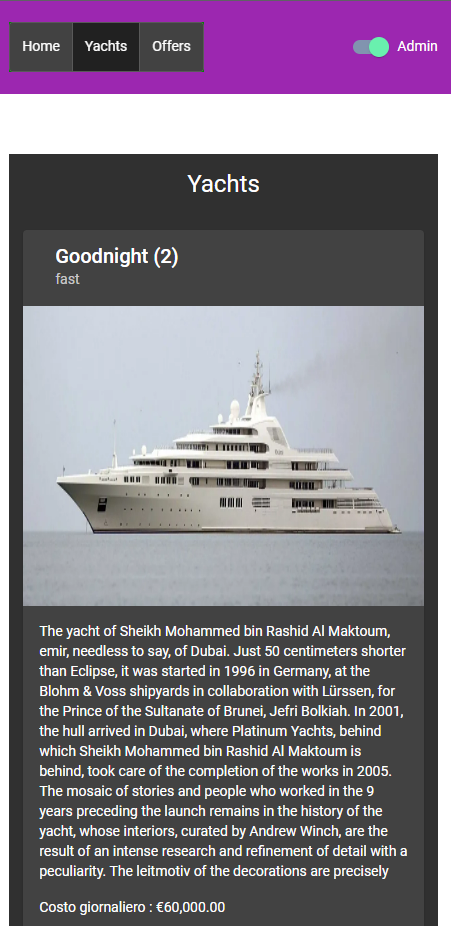 Home Yachts Offers Admin
Yachts
Goodnight (2)
fast
The yacht of Sheikh Mohammed bin Rashid Al Maktoum,
emir, needless to say, of Dubai. Just 50 centimeters shorter
than Eclipse, it was started in 1996 in Germany, at the
Blohm & Voss shipyards in collaboration with Lürssen, for
the Prince of the Sultanate of Brunei, Jefri Bolkiah. In 2001,
the hull arrived in Dubai, where Platinum Yachts, behind
which Sheikh Mohammed bin Rashid Al Maktoum is
behind, took care of the completion of the works in 2005.
The mosaic of stories and people who worked in the 9
years preceding the launch remains in the history of the
yacht, whose interiors, curated by Andrew Winch, are the
result of an intense research and refinement of detail with a
peculiarity. The leitmotiv of the decorations are precisely
Costo giornaliero : €60,000.00